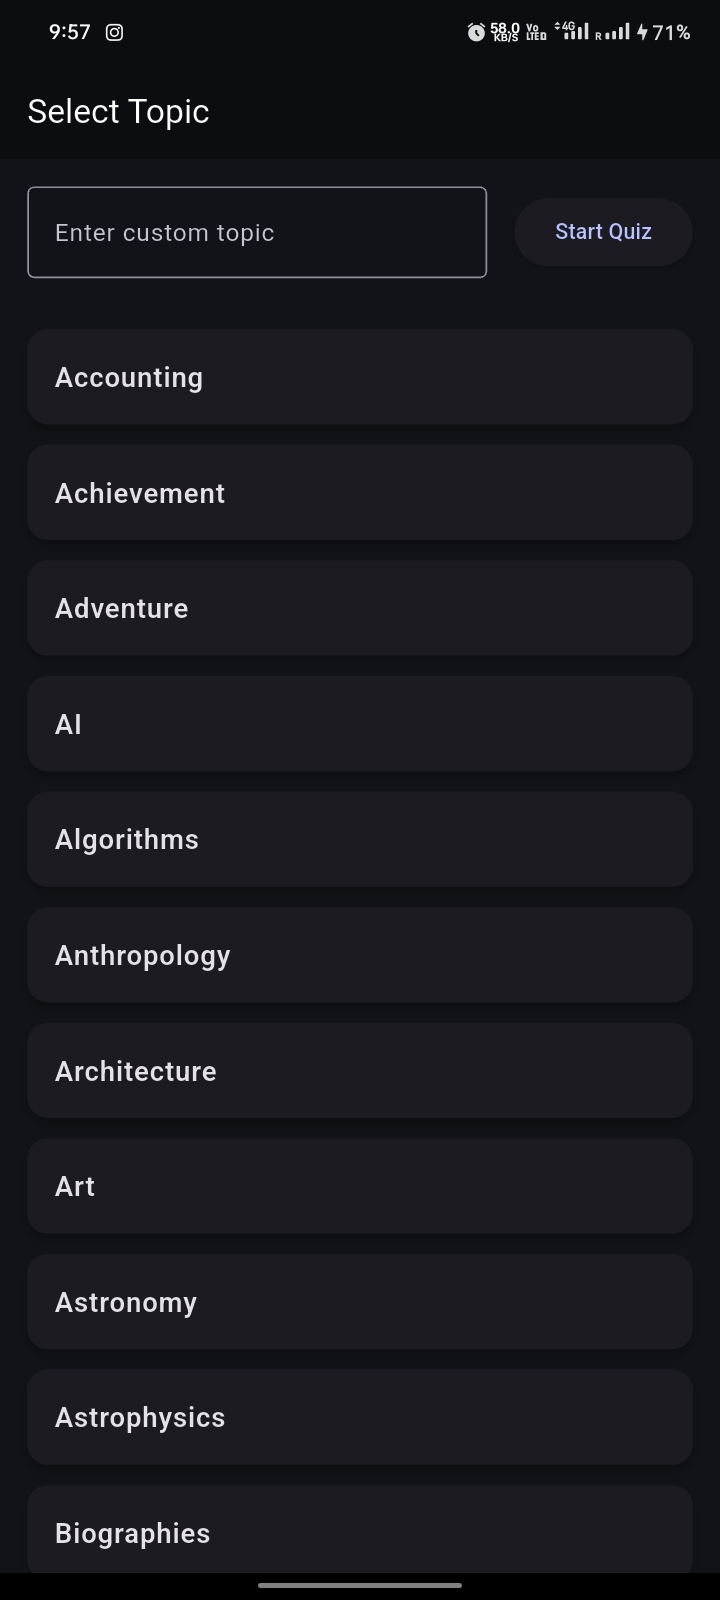 9:57
58.0
KB/S
Vo
LTED
4G
R
71%
Select Topic
Enter custom topic
Start Quiz
Accounting
Achievement
Adventure
AI
Algorithms
Anthropology
Architecture
Art
Astronomy
Astrophysics
Biographies